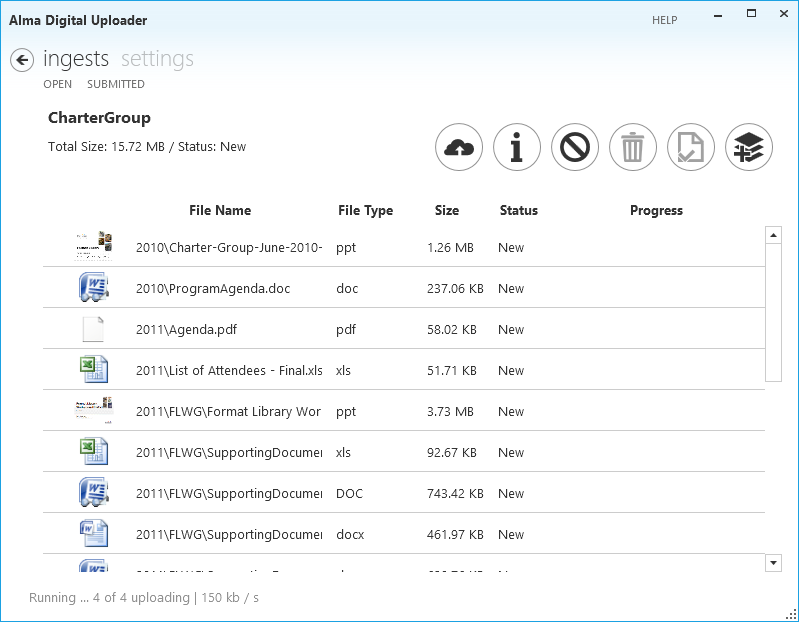 Alma Digital Uploader
HELP
ingests settings
OPEN SUBMITTED
CharterGroup
Total Size: 15.72 MB / Status: New
File Name File Type Size Status Progress
2010\Charter-Group-June-2010- ppt 1.26 MB New
2010\ProgramAgenda.doc doc 237.06 KB New
2011\Agenda.pdf pdf 58.02 KB New
2011\List of Attendees - Final.xls xls 51.71 KB New
2011\FLWG\Format Library Wor ppt 3.73 MB New
2011\FLWG\SupportingDocumer xls 92.67 KB New
2011\FLWG\SupportingDocumer DOC 743.42 KB New
2011\FLWG\SupportingDocumer docx 461.97 KB New
Running ... 4 of 4 uploading | 150 kb / s